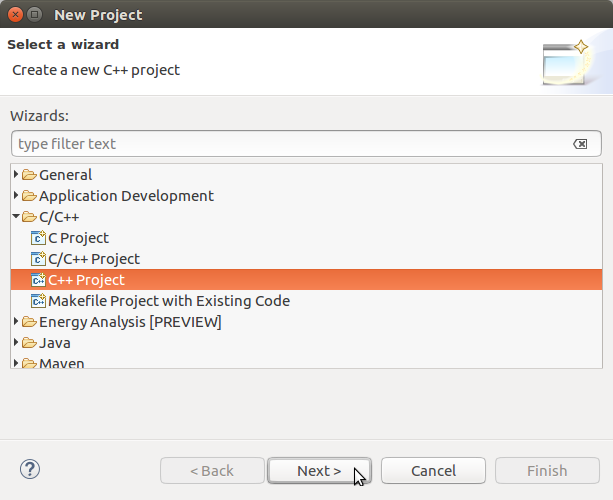 New Project
Select a wizard
Create a new C++ project
Wizards:
type filter text
General
Application Development
C/C++
C Project
C/C++ Project
C++ Project
Makefile Project with Existing Code
Energy Analysis [PREVIEW]
Java
Maven
? < Back Next > Cancel Finish